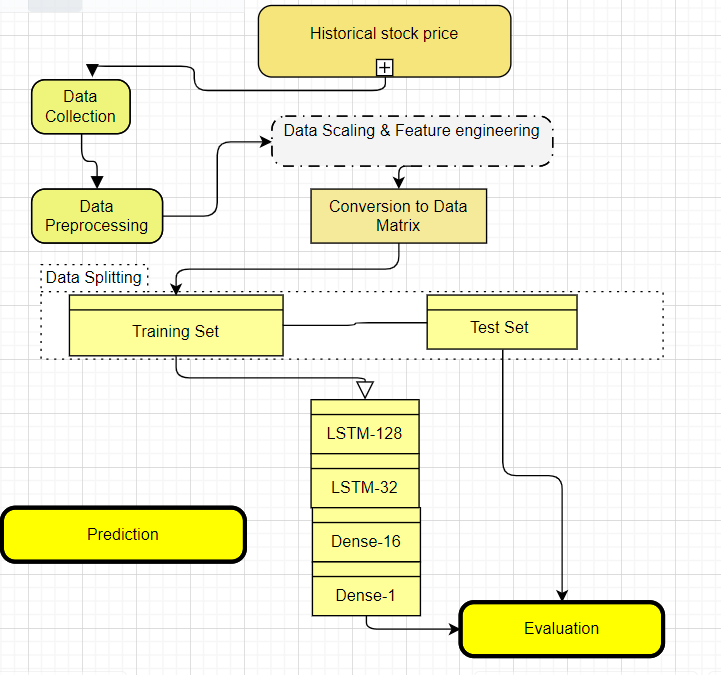 Historical stock price
Data
Collection
Data Scaling & Feature engineering
Data
Preprocessing
Conversion to Data
Matrix
Data Splitting
Training Set
Test Set
LSTM-128
LSTM-32
Dense-16
Dense-1
Prediction
Evaluation